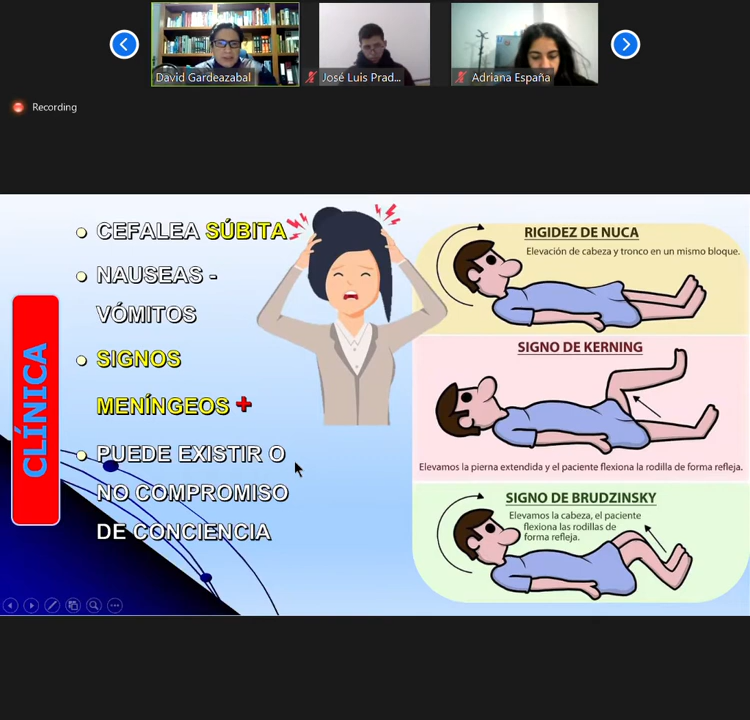 David Gardeazabal
José Luis Prad...
Adriana España
Recording
CLÍNICA
CEFALEA SÚBITA
NAUSEAS -
VÓMITOS
SIGNOS
MENÍNGEOS +
PUEDE EXISTIR O
NO COMPROMISO
DE CONCIENCIA
RIGIDEZ DE NUCA
Elevación de cabeza y tronco en un mismo bloque.
SIGNO DE KERNING
Elevamos la pierna extendida y el paciente flexiona la rodilla de forma refleja.
SIGNO DE BRUDZINSKY
Elevamos la cabeza, el paciente
flexiona las rodillas de
forma refleja.